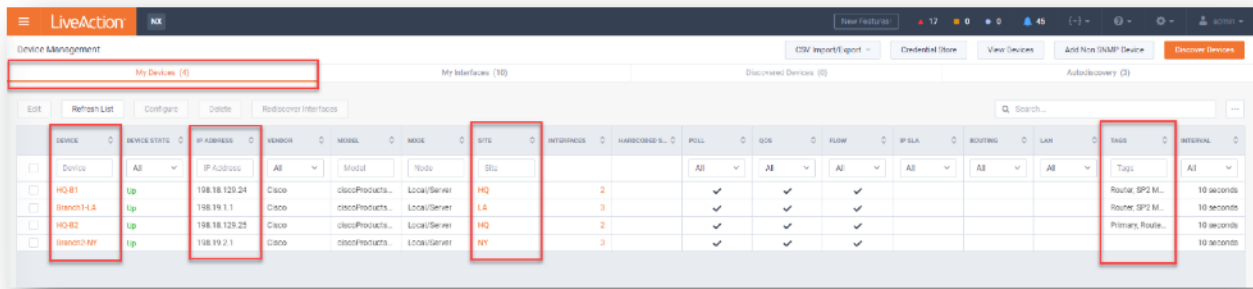 LiveAction NX New Features! 17 0 0 45 admin
Device Management CSV Import/Export Credential Store View Devices Add Non SNMP Device Discover Devices
My Devices (4) My Interfaces (10) Discovered Devices (0) Autodiscovery (3)
Edit Refresh List Configure Delete Rediscover Interfaces Search... ...
DEVICE DEVICE STATE IP ADDRESS VENDOR MODEL NODE SITE INTERFACES HARDCODED S... POLL QOS FLOW IP SLA ROUTING LAN TAGS INTERVAL
Device All IP Address All Model Node Site All All All All All All Tags All
HQ-B1 Up 198.18.129.24 Cisco ciscoProducts... Local/Server HQ 2 Router, SP2 M... 10 seconds
Branch1-LA Up 198.19.1.1 Cisco ciscoProducts... Local/Server LA 3 Router, SP2 M... 10 seconds
HQ-B2 Up 198.18.129.25 Cisco ciscoProducts... Local/Server HQ 2 Primary, Route... 10 seconds
Branch2-NY Up 198.19.2.1 Cisco ciscoProducts... Local/Server NY 3 10 seconds